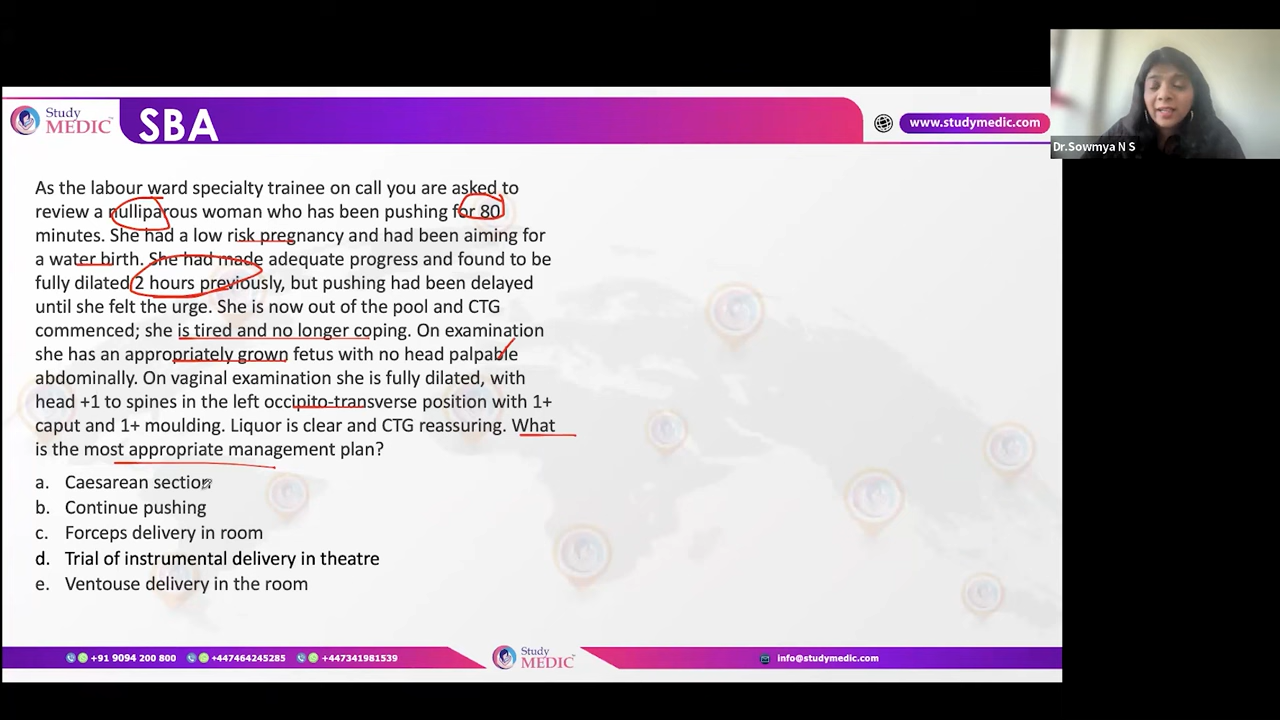 Study
MEDIC
SBA
www.studymedic.com
Dr.Sowmya N S
As the labour ward specialty trainee on call you are asked to
review a nulliparous woman who has been pushing for 80
minutes. She had a low risk pregnancy and had been aiming for
a water birth. She had made adequate progress and found to be
fully dilated 2 hours previously, but pushing had been delayed
until she felt the urge. She is now out of the pool and CTG
commenced; she is tired and no longer coping. On examination
she has an appropriately grown fetus with no head palpable
abdominally. On vaginal examination she is fully dilated, with
head +1 to spines in the left occipito-transverse position with 1+
caput and 1+ moulding. Liquor is clear and CTG reassuring. What
is the most appropriate management plan?
a. Caesarean section
b. Continue pushing
c. Forceps delivery in room
d. Trial of instrumental delivery in theatre
e. Ventouse delivery in the room
+91 9094 200 800 +447464245285 +447341981539
Study
MEDIC
info@studymedic.com